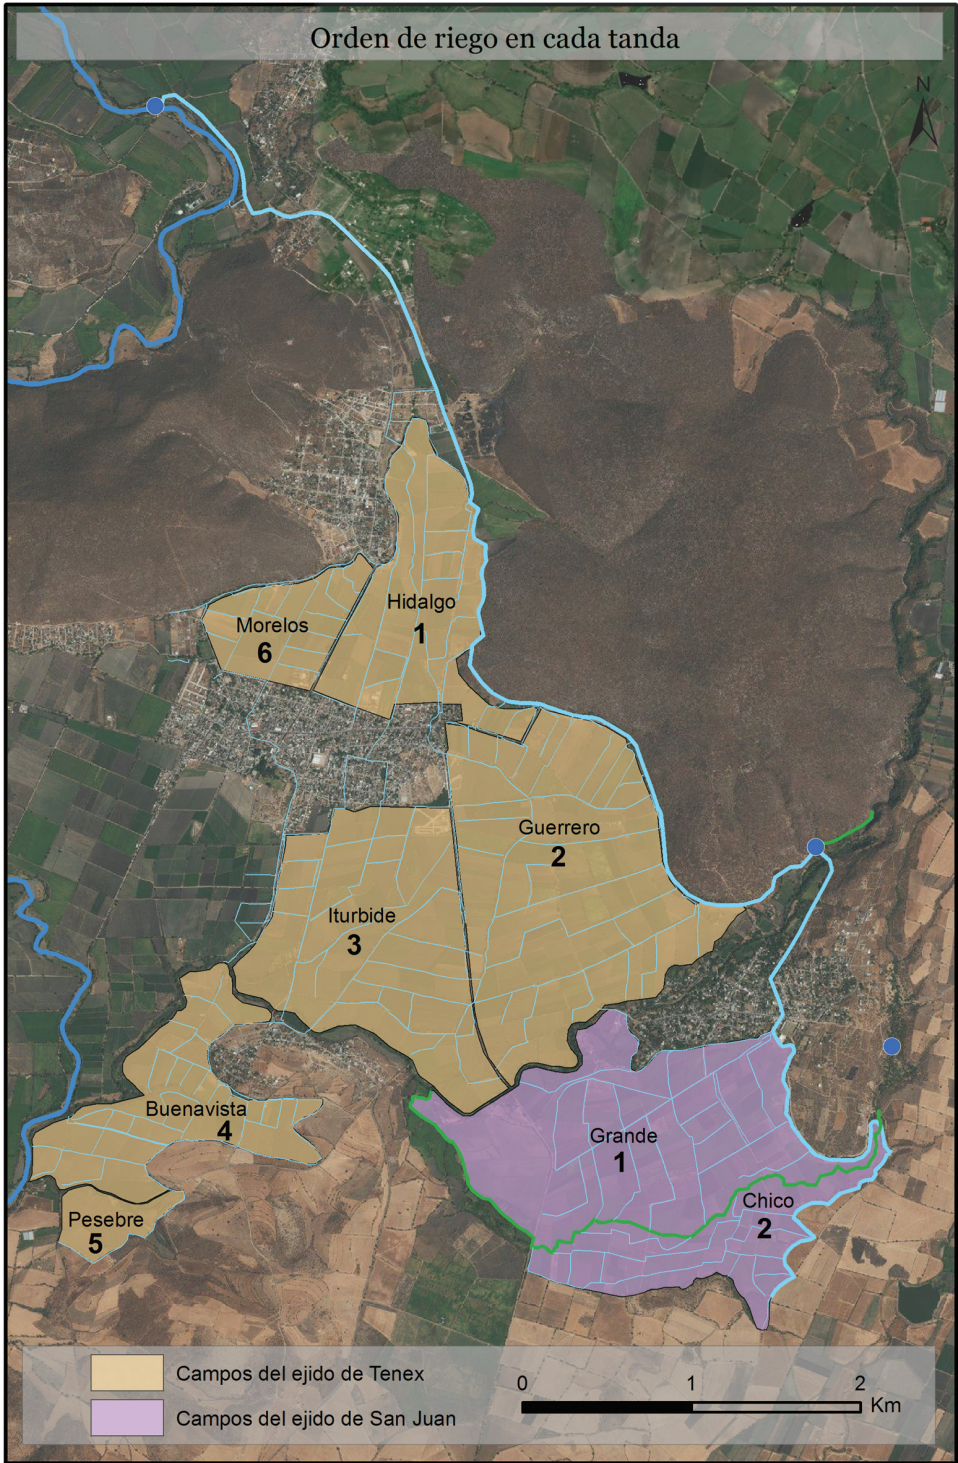 Orden de riego en cada tanda
N
Hidalgo
1
Morelos
6
Guerrero
2
Iturbide
3
Buenavista
4
Grande
1
Chico
2
Pesebre
5
Campos del ejido de Tenex
Campos del ejido de San Juan
0 1 2
Km